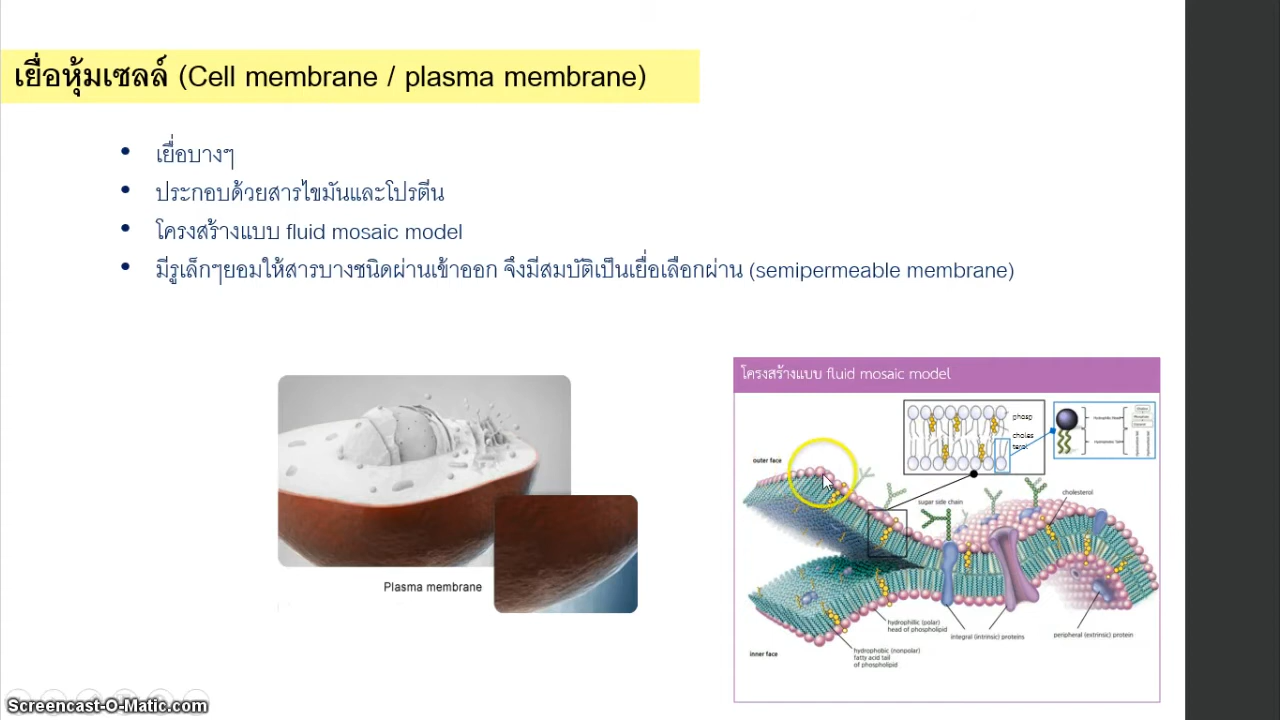 เยื่อหุ้มเซลล์ (Cell membrane / plasma membrane)
• เยื่อบางๆ
• ประกอบด้วยสารไขมันและโปรตีน
• โครงสร้างแบบ fluid mosaic model
• มีรูเล็กๆยอมให้สารบางชนิดผ่านเข้าออก จึงมีสมบัติเป็นเยื่อเลือกผ่าน (semipermeable membrane)
Plasma membrane
โครงสร้างแบบ fluid mosaic model
phosp
choles
terol
outer face
sugar side chain
cholesterol
hydrophilic (polar)
head of phospholipid
integral (intrinsic) proteins
peripheral (extrinsic) protein
inner face
hydrophobic (nonpolar)
fatty acid tail
of phospholipid
Screencast-O-Matic.com